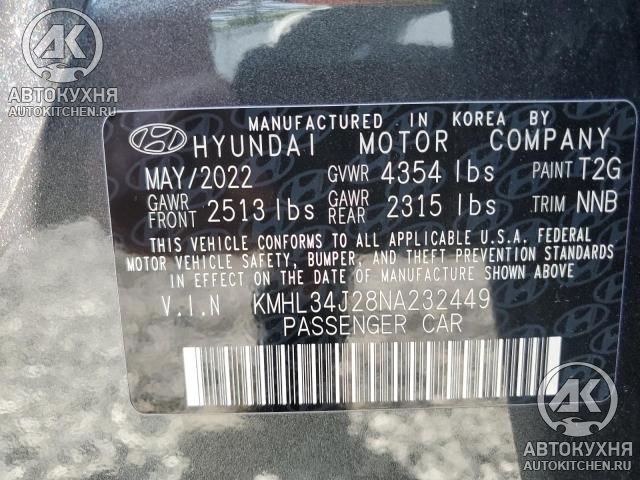 АВТОКУХНЯ
AUTOKITCHEN.RU
MANUFACTURED IN KOREA BY
HYUNDAI MOTOR COMPANY
MAY/2022 GVWR 4354 lbs PAINT T2G
GAWR FRONT 2513 lbs GAWR REAR 2315 lbs TRIM NNB
THIS VEHICLE CONFORMS TO ALL APPLICABLE U.S.A. FEDERAL
MOTOR VEHICLE SAFETY, BUMPER, AND THEFT PREVENTION STANDARDS
IN EFFECT ON THE DATE OF MANUFACTURE SHOWN ABOVE
V.I.N KMHL34J28NA232449
PASSENGER CAR
АК
АВТОКУХНЯ
AUTOKITCHEN.RU